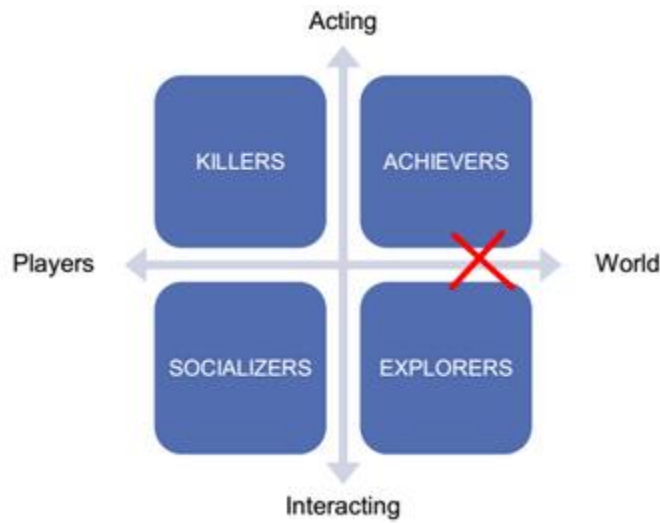 Acting
KILLERS
ACHIEVERS
Players
World
SOCIALIZERS
EXPLORERS
Interacting